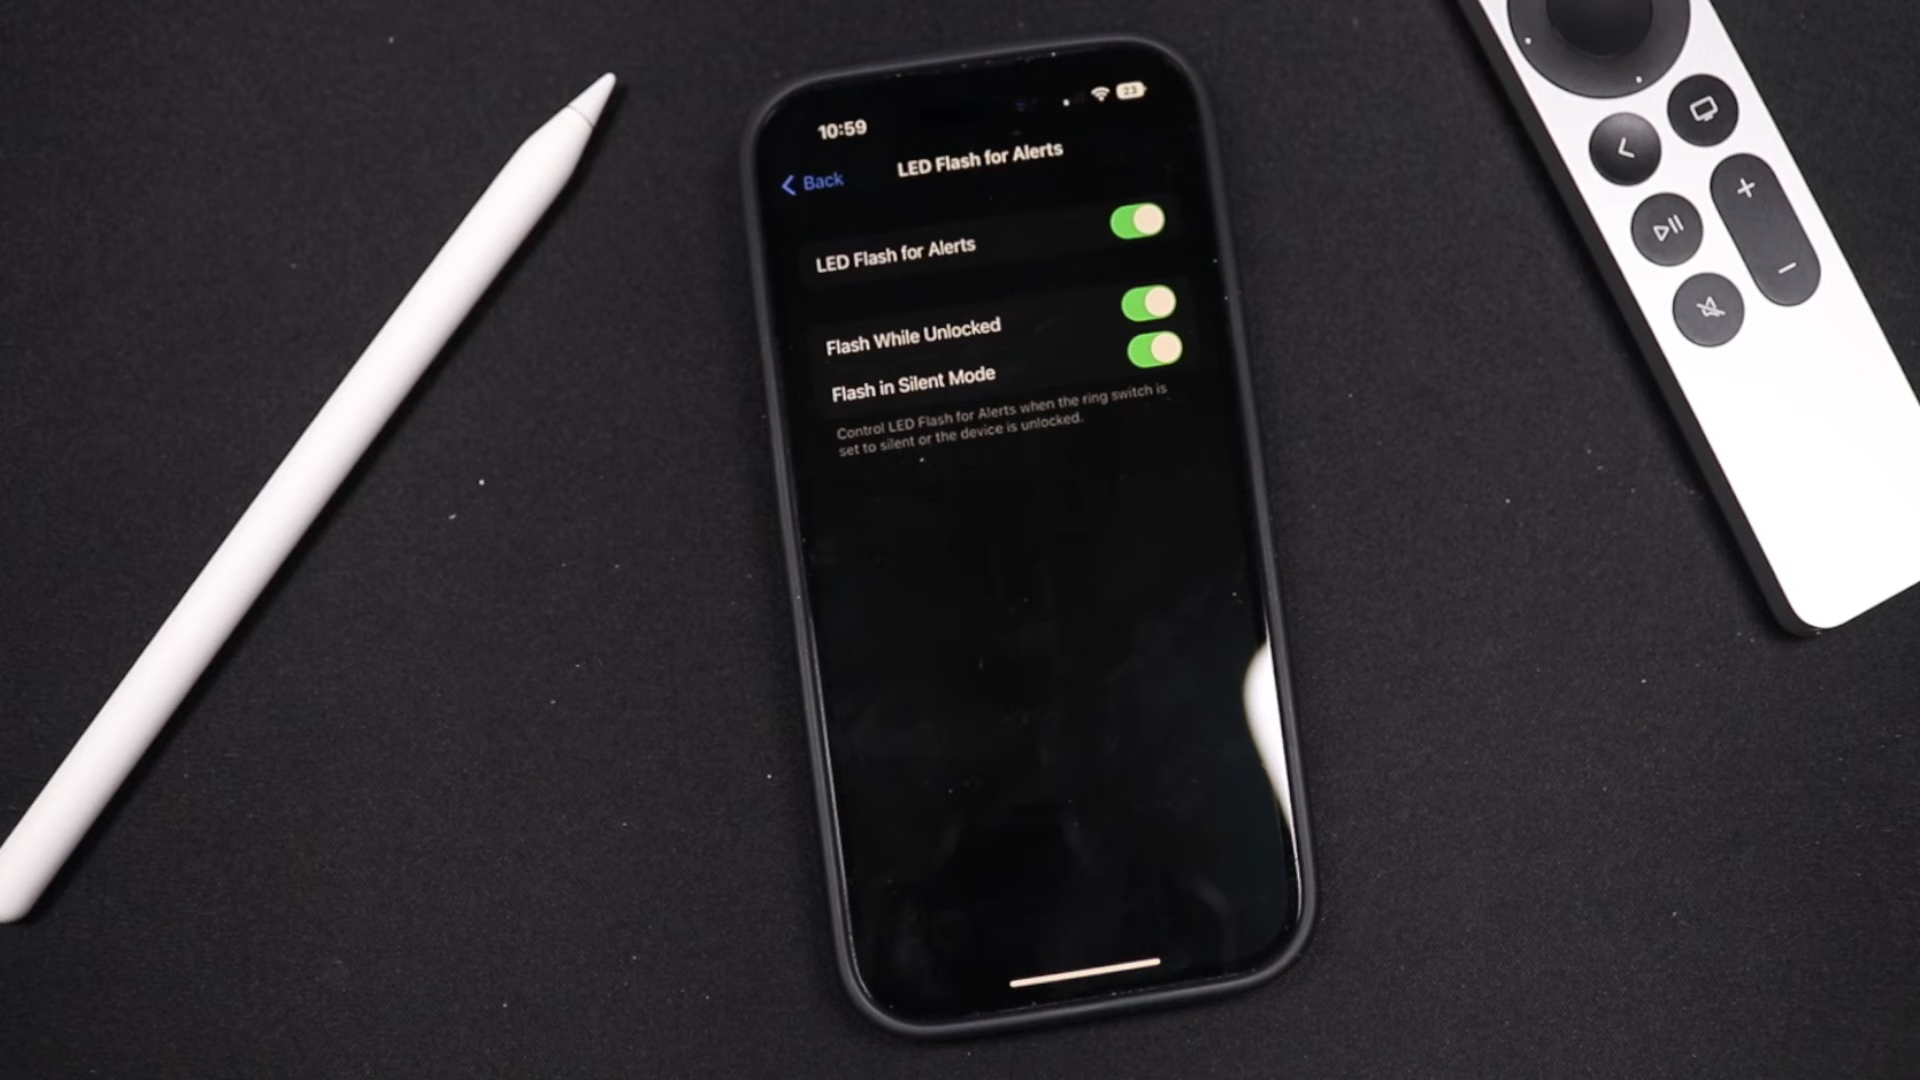 10:59
23
Back
LED Flash for Alerts
LED Flash for Alerts
Flash While Unlocked
Flash in Silent Mode
Control LED Flash for Alerts when the ring switch is
set to silent or the device is unlocked.